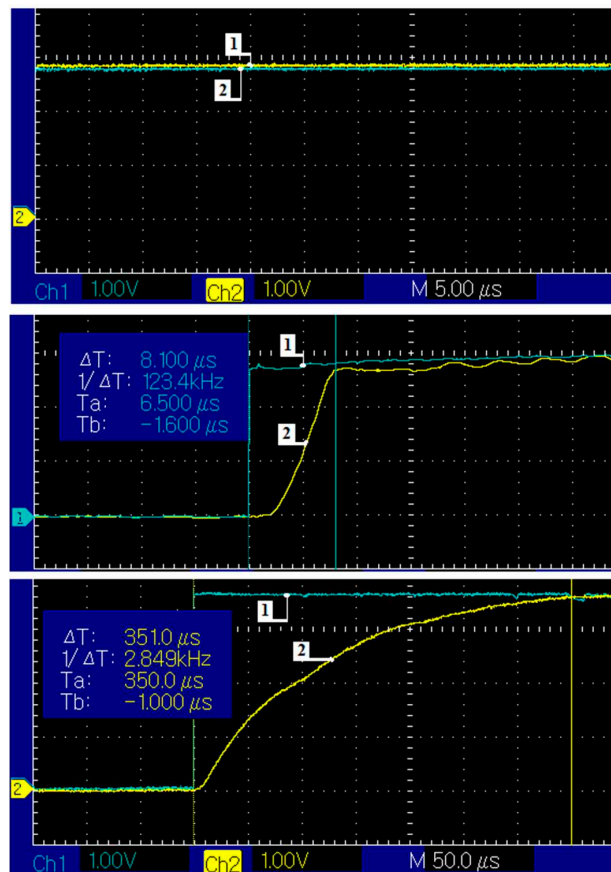 1
2
2
Ch1 1.00V Ch2 1.00V M 5.00 µs
ΔT: 8.100 µs
1/ΔT: 123.4kHz
Ta: 6.500 µs
Tb: -1.600 µs
1
2
1
ΔT: 351.0 µs
1/ΔT: 2.849kHz
Ta: 350.0 µs
Tb: -1.000 µs
1
2
2
Ch1 1.00V Ch2 1.00V M 50.0 µs